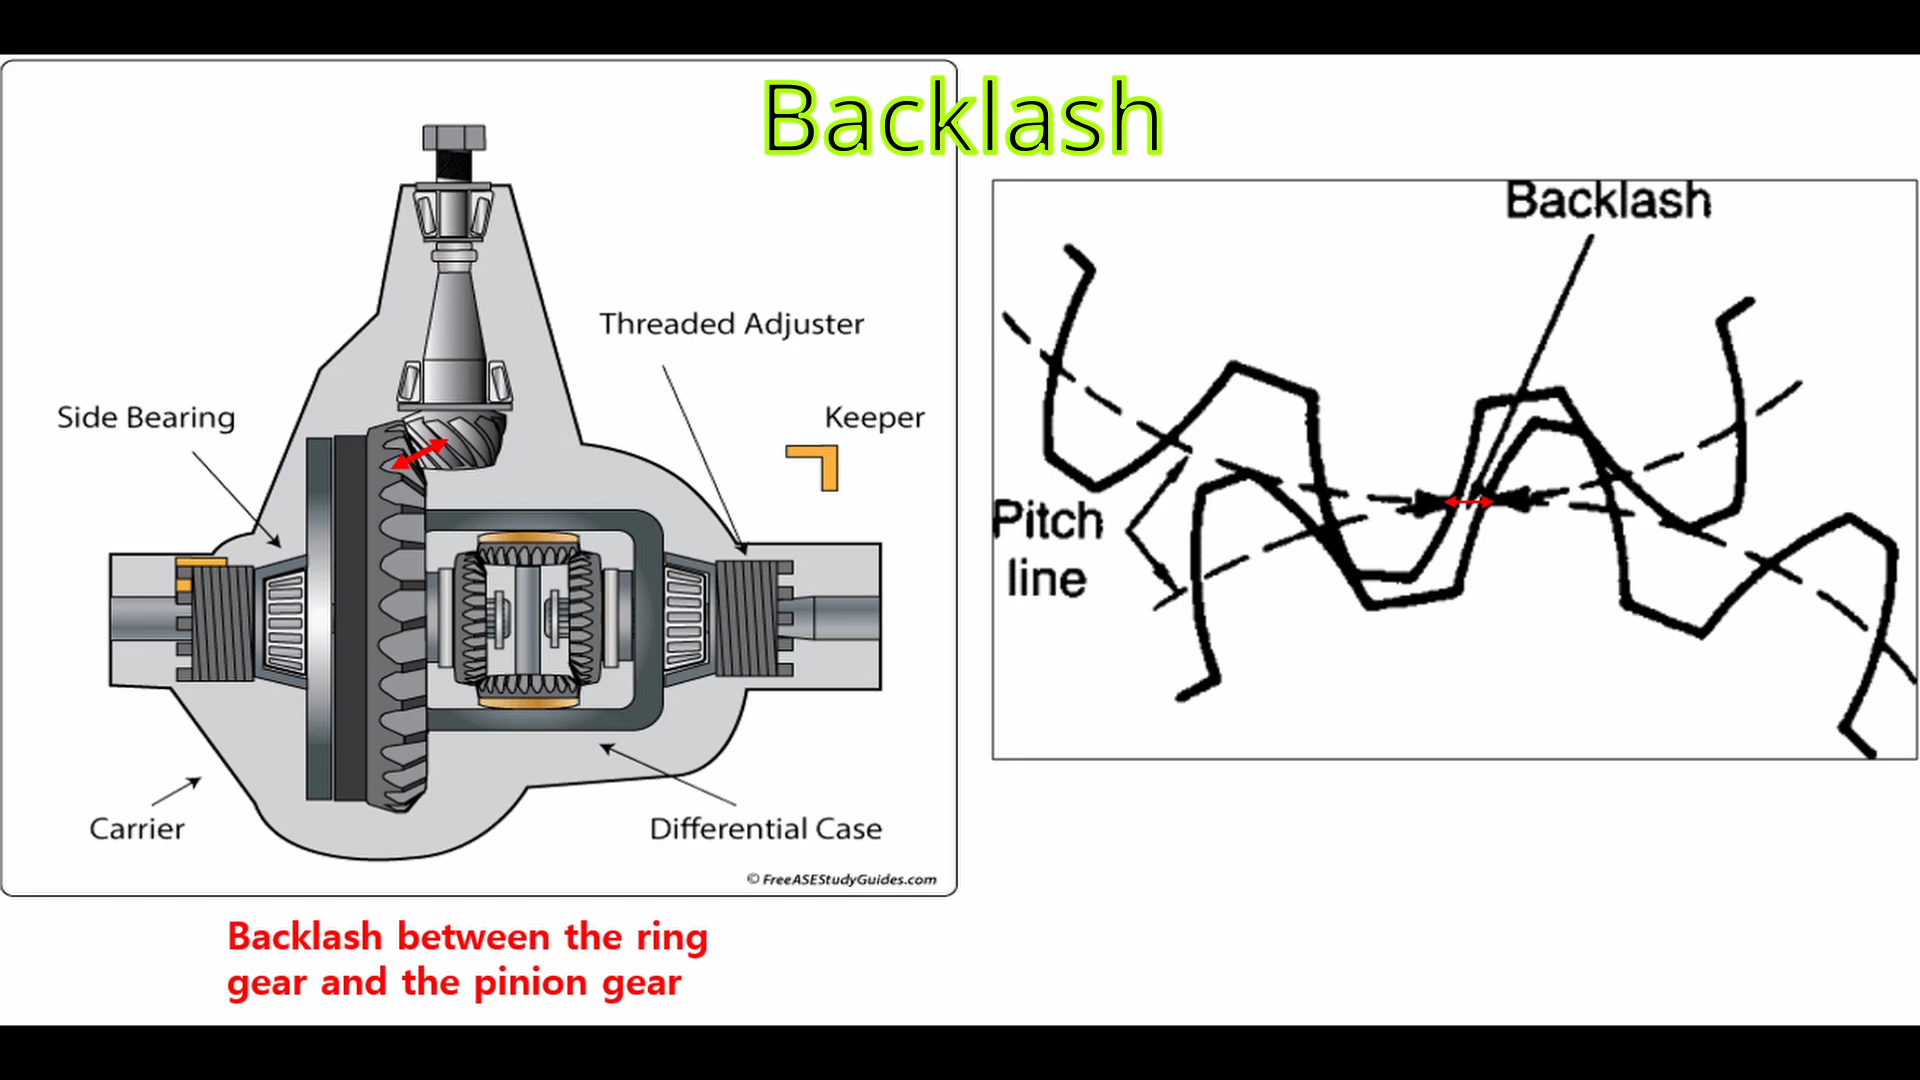 Backlash
Threaded Adjuster
Side Bearing
Keeper
Carrier
Differential Case
© FreeASEStudyGuides.com
Backlash between the ring
gear and the pinion gear
Backlash
Pitch
line